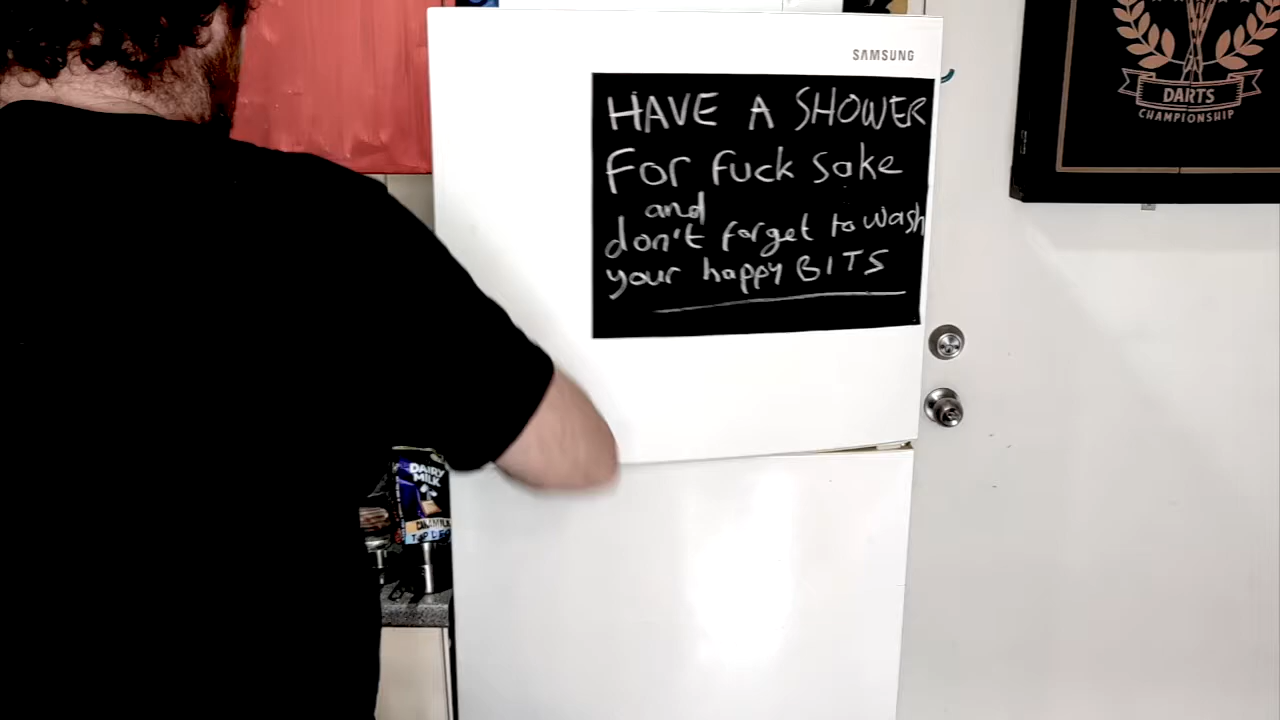 SAMSUNG
HAVE A SHOWER
For fuck sake
and
don't forget to wash
your happy BITS
DARTS
CHAMPIONSHIP
DAIRY
MILK